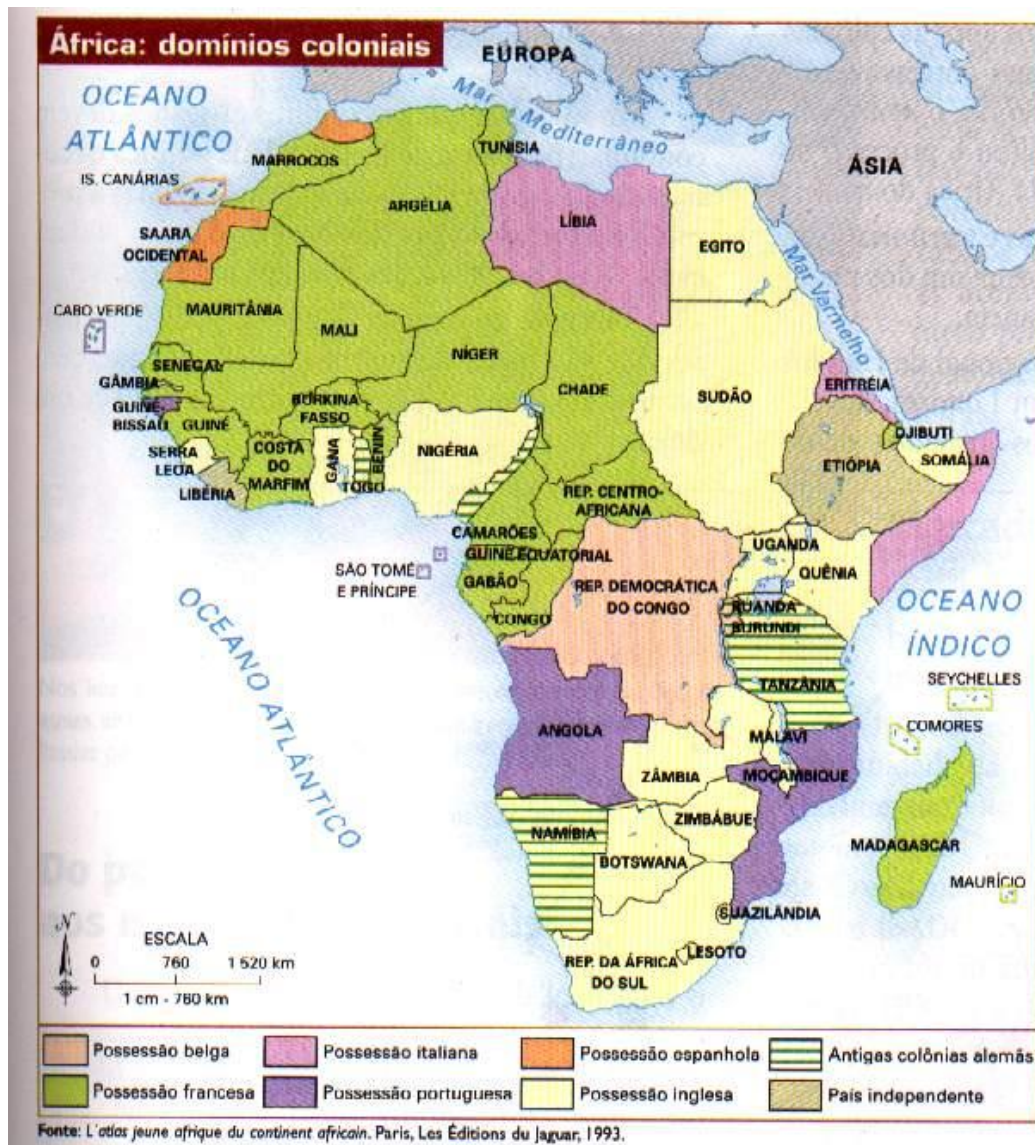 África: domínios coloniais
EUROPA
OCEANO
ATLÂNTICO
Mar Mediterrâneo
ÁSIA
TUNISIA
MARROCOS
IS. CANÁRIAS
ARGÉLIA
LÍBIA
EGITO
SAARA
OCIDENTAL
Mar Vermelho
CABO VERDE
MAURITÂNIA
MALI
NÍGER
CHADE
SUDÃO
ERITRÉIA
SENEGAL
GÂMBIA
GUINÉ-
BISSAU
GUINÉ
BURKINA
FASSO
BENIN
NIGÉRIA
DJIBUTI
SERRA
LEOA
COSTA
DO
MARFIM
GANA
TOGO
ETIÓPIA
SOMÁLIA
LIBÉRIA
REP. CENTRO-
AFRICANA
CAMARÕES
GUINÉ EQUATORIAL
UGANDA
QUÊNIA
SÃO TOMÉ
E PRÍNCIPE
GABÃO
CONGO
REP. DEMOCRÁTICA
DO CONGO
RUANDA
BURUNDI
OCEANO
ÍNDICO
OCEANO ATLÂNTICO
TANZÂNIA
SEYCHELLES
COMORES
ANGOLA
MALAVI
ZÂMBIA
MOÇAMBIQUE
NAMÍBIA
ZIMBÁBUE
BOTSWANA
MADAGASCAR
MAURÍCIO
SUAZILÂNDIA
LESOTO
REP. DA ÁFRICA
DO SUL
N
ESCALA
0 760 1 520 km
1 cm - 760 km
Possessão belga
Possessão italiana
Possessão espanhola
Antigas colônias alemãs
Possessão francesa
Possessão portuguesa
Possessão inglesa
País independente
Fonte: L'atlas jeune afrique du continent africain. Paris, Les Éditions du Jaguar, 1993.